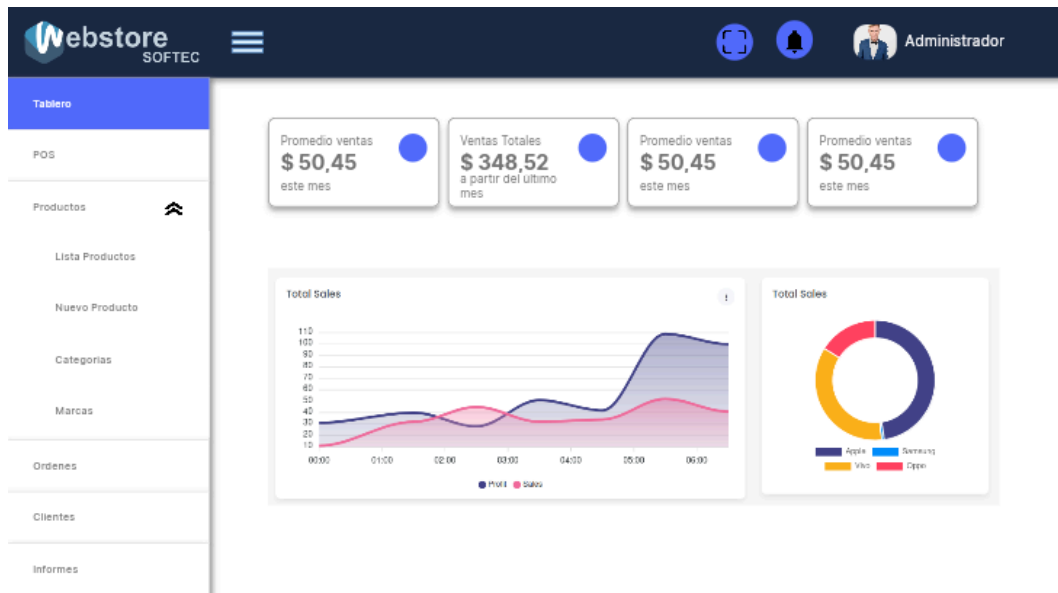 Webstore
SOFTEC
Administrador
Tablero
POS
Productos
Lista Productos
Nuevo Producto
Categorias
Marcas
Ordenes
Clientes
Informes
Promedio ventas
$ 50,45
este mes
Ventas Totales
$ 348,52
a partir del ultimo
mes
Promedio ventas
$ 50,45
este mes
Promedio ventas
$ 50,45
este mes
Total Sales
110
100
90
80
70
60
50
40
30
20
10
00:00 01:00 02:00 03:00 04:00 05:00 06:00
Profit Sales
Total Sales
Apple Samsung
Vivo Oppo